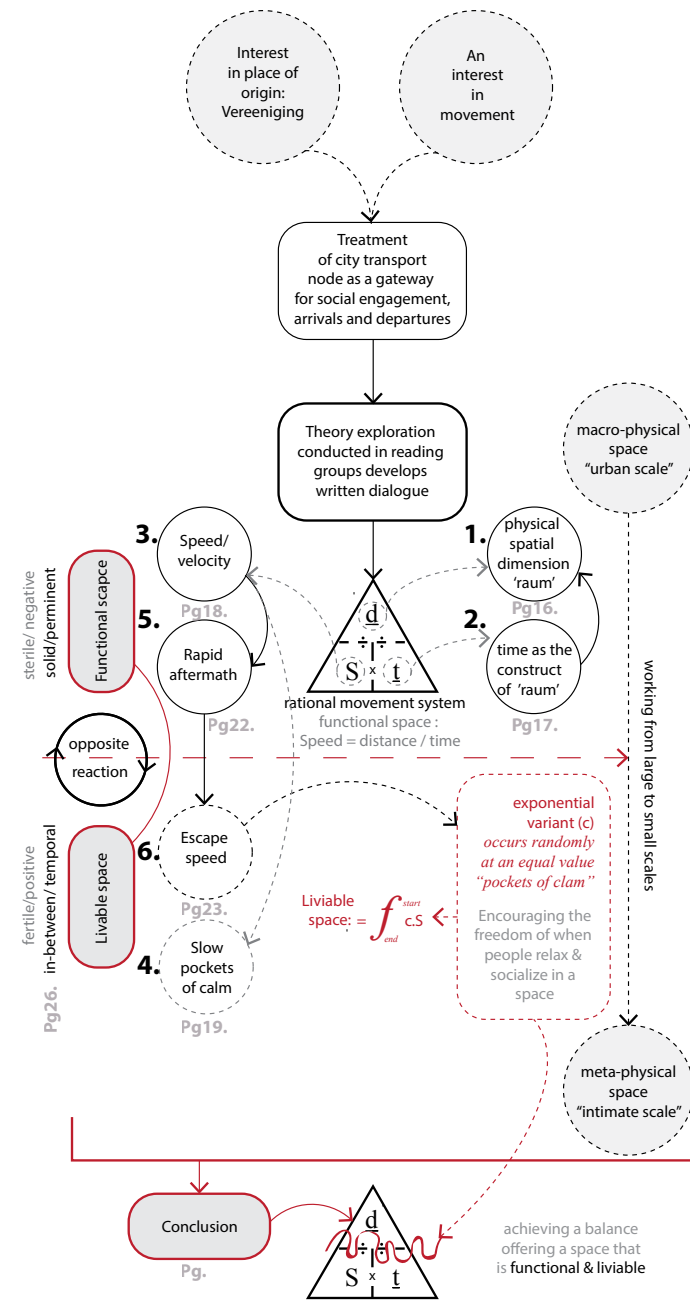 Interest
in place of
origin:
Vereeniging
An
interest
in
movement
Treatment
of city transport
node as a gateway
for social engagement,
arrivals and departures
Theory exploration
conducted in reading
groups develops
written dialogue
macro-physical
space
“urban scale”
3.
Speed/
velocity
Pg18.
1.
physical
spatial
dimension
'raum'
Pg16.
5.
Rapid
aftermath
Pg22.
2.
time as the
construct
of 'raum'
Pg17.
d
÷ ÷
S x t
rational movement system
functional space :
Speed = distance / time
sterile/ negative
solid/perminent
Functional scapce
opposite
reaction
working from large to small scales
fertile/positive
in-between/ temporal
Livable space
Pg26.
6.
Escape
speed
Pg23.
4.
Slow
pockets
of calm
Pg19.
exponential
variant (c)
occurs randomly
at an equal value
“pockets of clam”
Encouraging the
freedom of when
people relax &
socialize in a
space
Liviable
space: = f start end c.S
meta-physical
space
“intimate scale”
Conclusion
Pg.
d
÷ ÷
S x t
achieving a balance
offering a space that
is functional & liviable